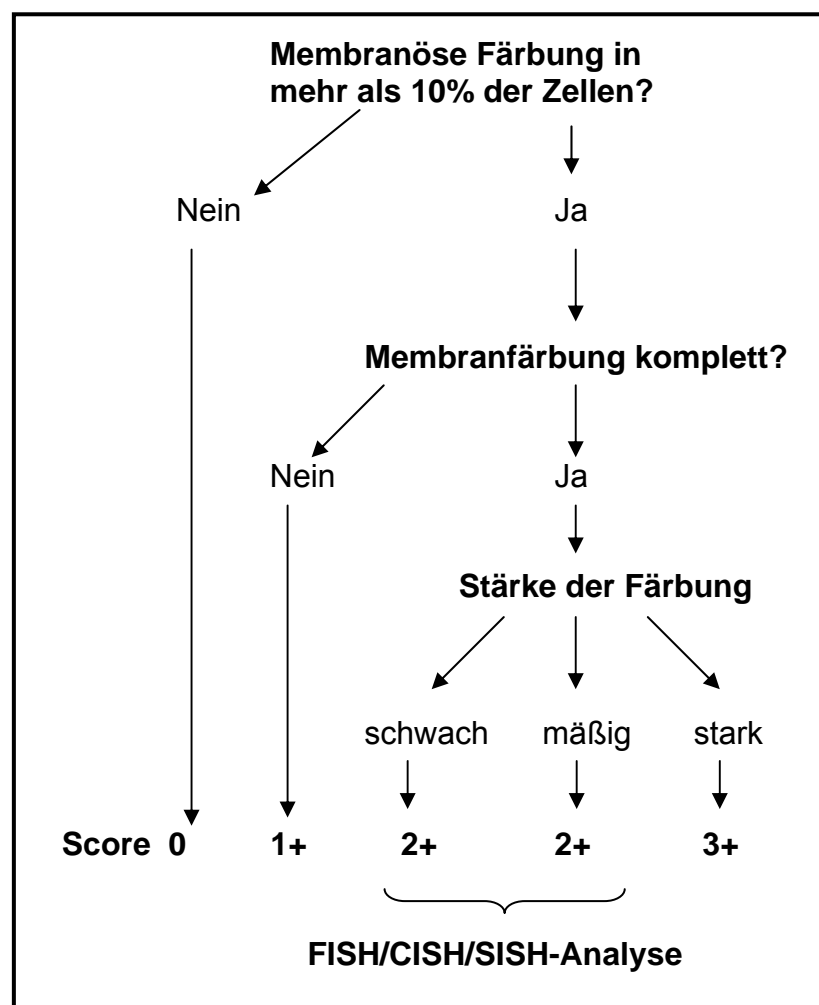 Membranöse Färbung in
mehr als 10% der Zellen?
Nein Ja
Membranfärbung komplett?
Nein Ja
Stärke der Färbung
schwach mäßig stark
Score 0 1+ 2+ 2+ 3+
FISH/CISH/SISH-Analyse